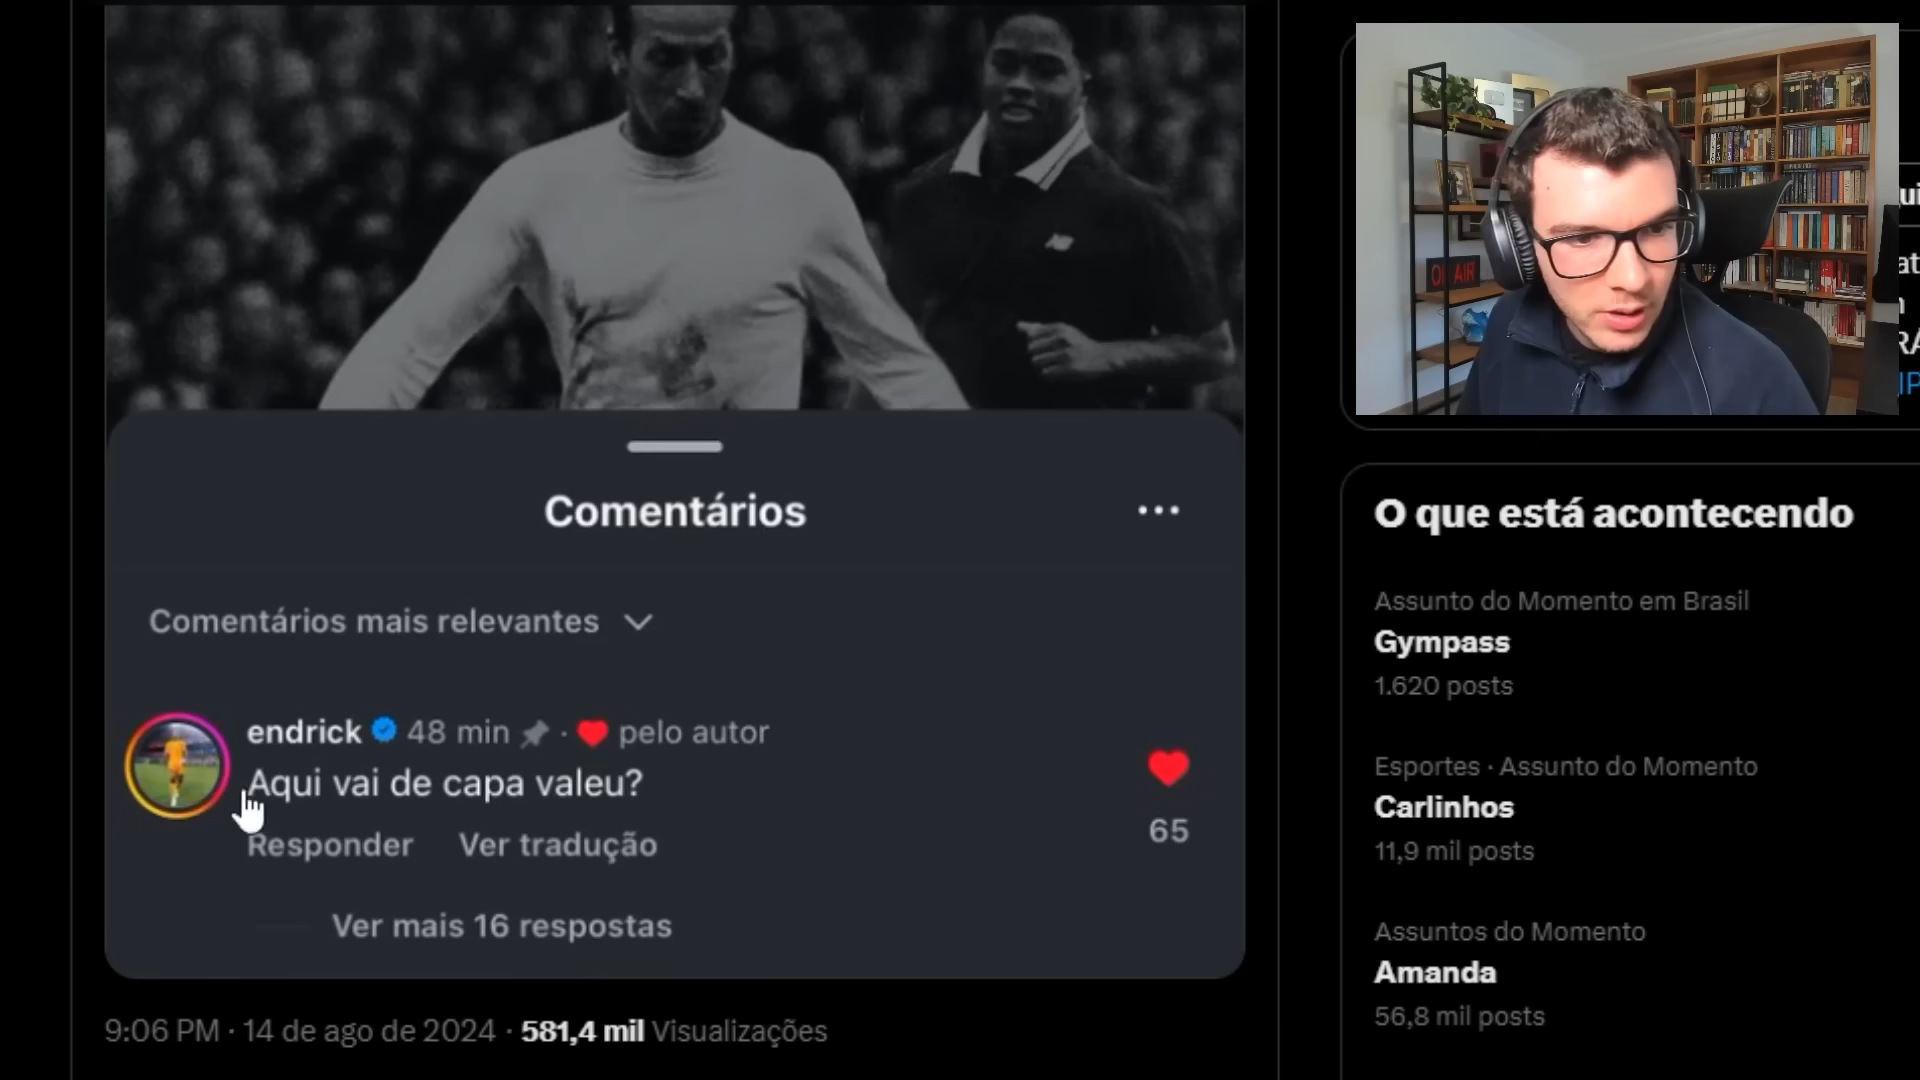 Comentários
Comentários mais relevantes
endrick 48 min · pelo autor
Aqui vai de capa valeu?
65
Responder Ver tradução
Ver mais 16 respostas
9:06 PM · 14 de ago de 2024 · 581,4 mil Visualizações
ON AIR
O que está acontecendo
Assunto do Momento em Brasil
Gympass
1.620 posts
Esportes · Assunto do Momento
Carlinhos
11,9 mil posts
Assuntos do Momento
Amanda
56,8 mil posts